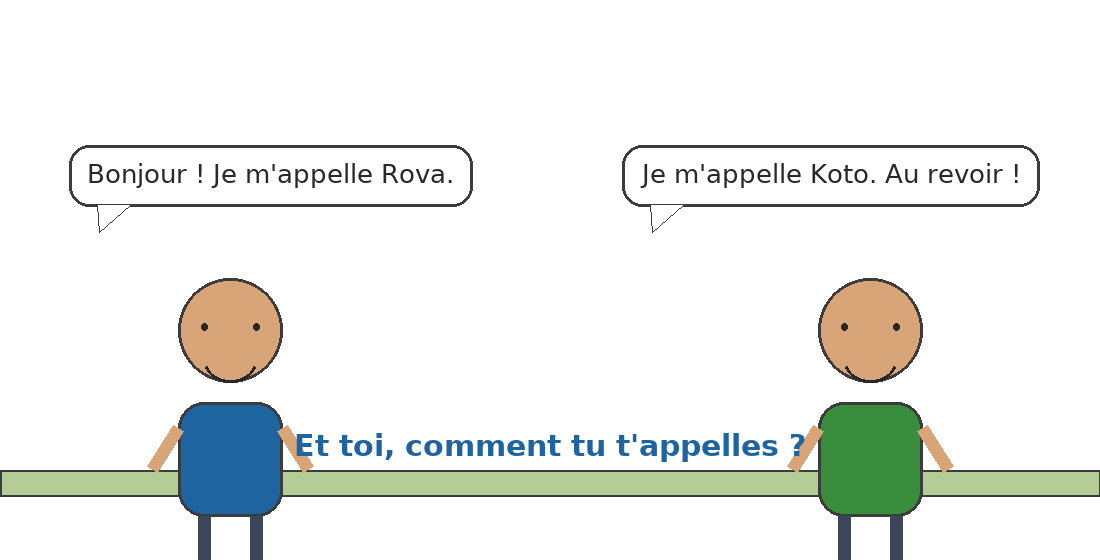 Bonjour ! Je m'appelle Rova.
Je m'appelle Koto. Au revoir !
Et toi, comment tu t'appelles ?